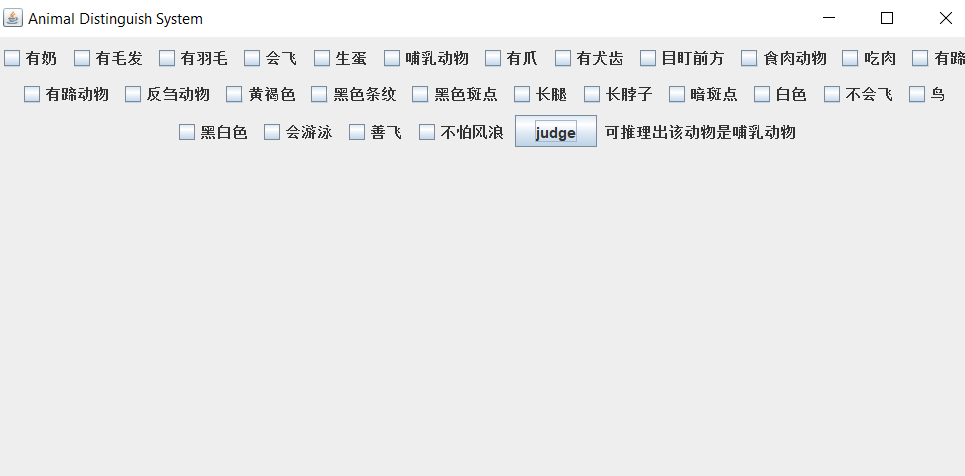 Animal Distinguish System
有奶 有毛发 有羽毛 会飞 生蛋 哺乳动物 有爪 有犬齿 目盯前方 食肉动物 吃肉 有蹄
有蹄动物 反刍动物 黄褐色 黑色条纹 黑色斑点 长腿 长脖子 暗斑点 白色 不会飞 鸟
黑白色 会游泳 善飞 不怕风浪 judge 可推理出该动物是哺乳动物